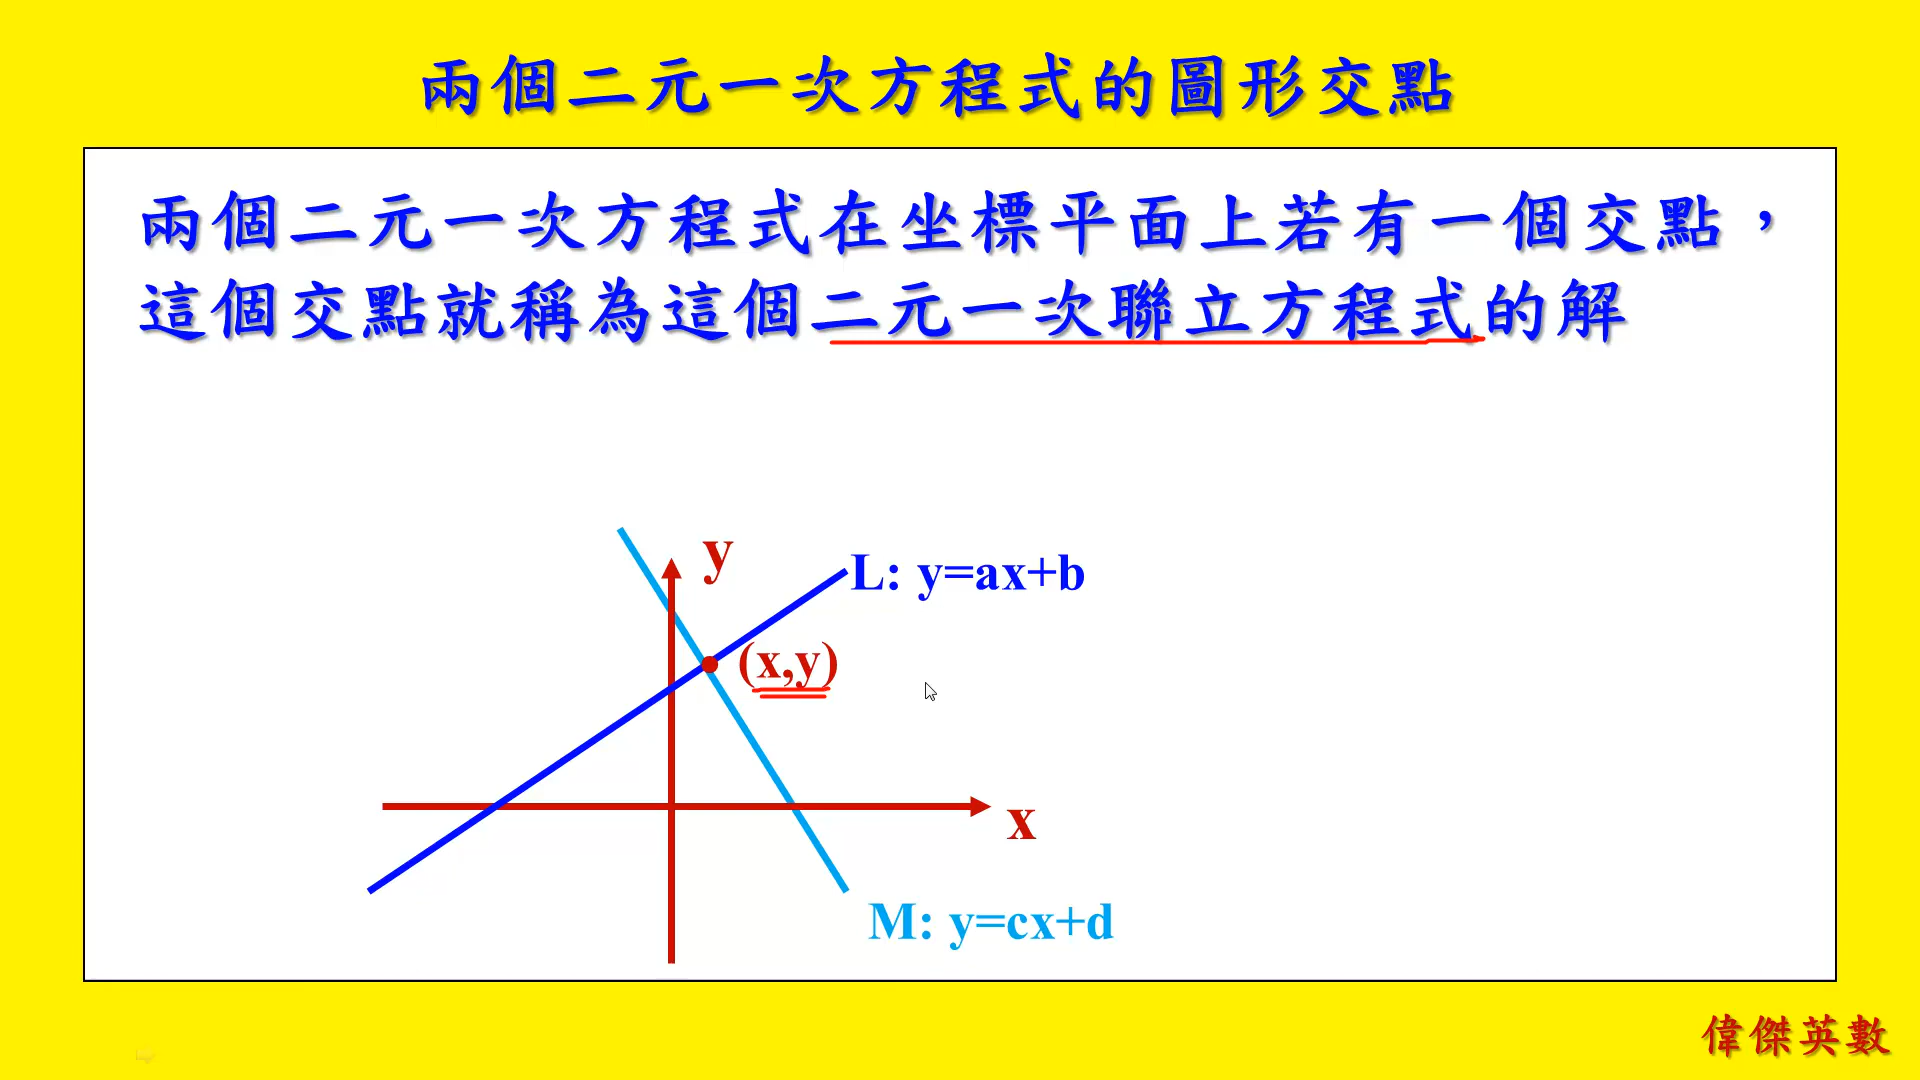 兩個二元一次方程式的圖形交點
兩個二元一次方程式在坐標平面上若有一個交點，
這個交點就稱為這個二元一次聯立方程式的解
y
L: y=ax+b
(x,y)
x
M: y=cx+d
偉傑英數